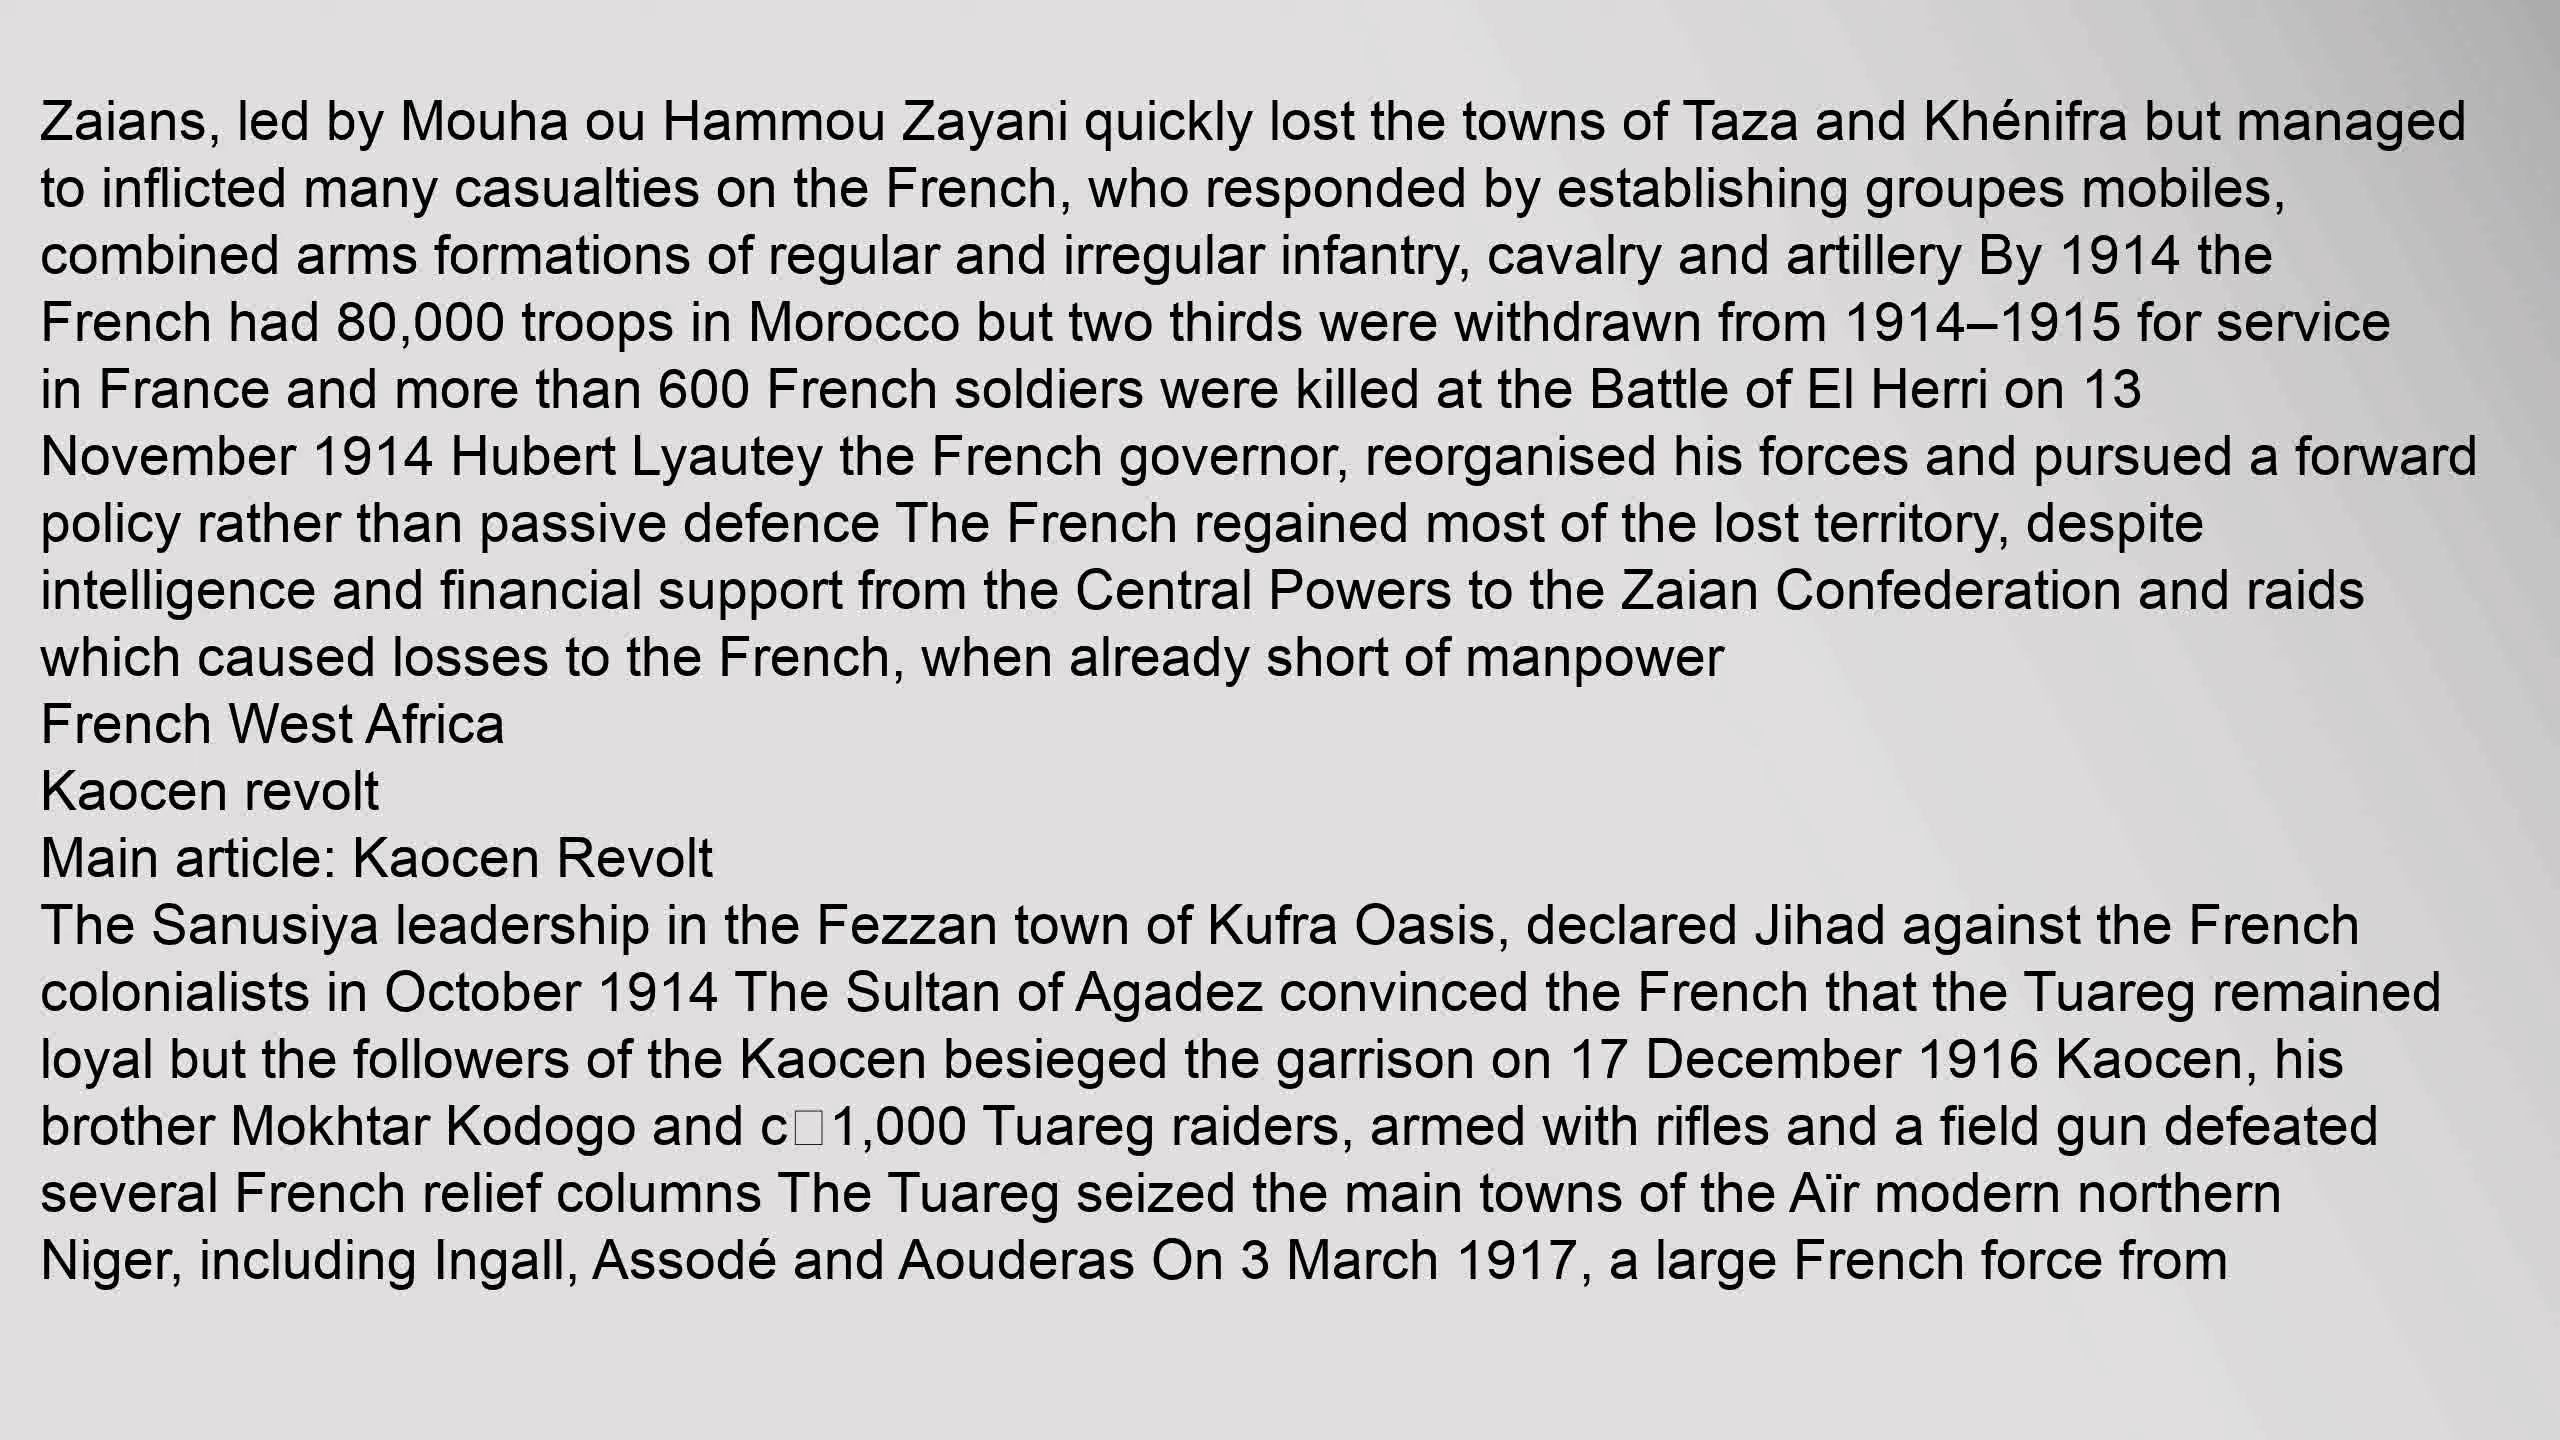 Zaians, led by Mouha ou Hammou Zayani quickly lost the towns of Taza and Khénifra but managed
to inflicted many casualties on the French, who responded by establishing groupes mobiles,
combined arms formations of regular and irregular infantry, cavalry and artillery By 1914 the
French had 80,000 troops in Morocco but two thirds were withdrawn from 1914–1915 for service
in France and more than 600 French soldiers were killed at the Battle of El Herri on 13
November 1914 Hubert Lyautey the French governor, reorganised his forces and pursued a forward
policy rather than passive defence The French regained most of the lost territory, despite
intelligence and financial support from the Central Powers to the Zaian Confederation and raids
which caused losses to the French, when already short of manpower
French West Africa
Kaocen revolt
Main article: Kaocen Revolt
The Sanusiya leadership in the Fezzan town of Kufra Oasis, declared Jihad against the French
colonialists in October 1914 The Sultan of Agadez convinced the French that the Tuareg remained
loyal but the followers of the Kaocen besieged the garrison on 17 December 1916 Kaocen, his
brother Mokhtar Kodogo and c□1,000 Tuareg raiders, armed with rifles and a field gun defeated
several French relief columns The Tuareg seized the main towns of the Aïr modern northern
Niger, including Ingall, Assodé and Aouderas On 3 March 1917, a large French force from